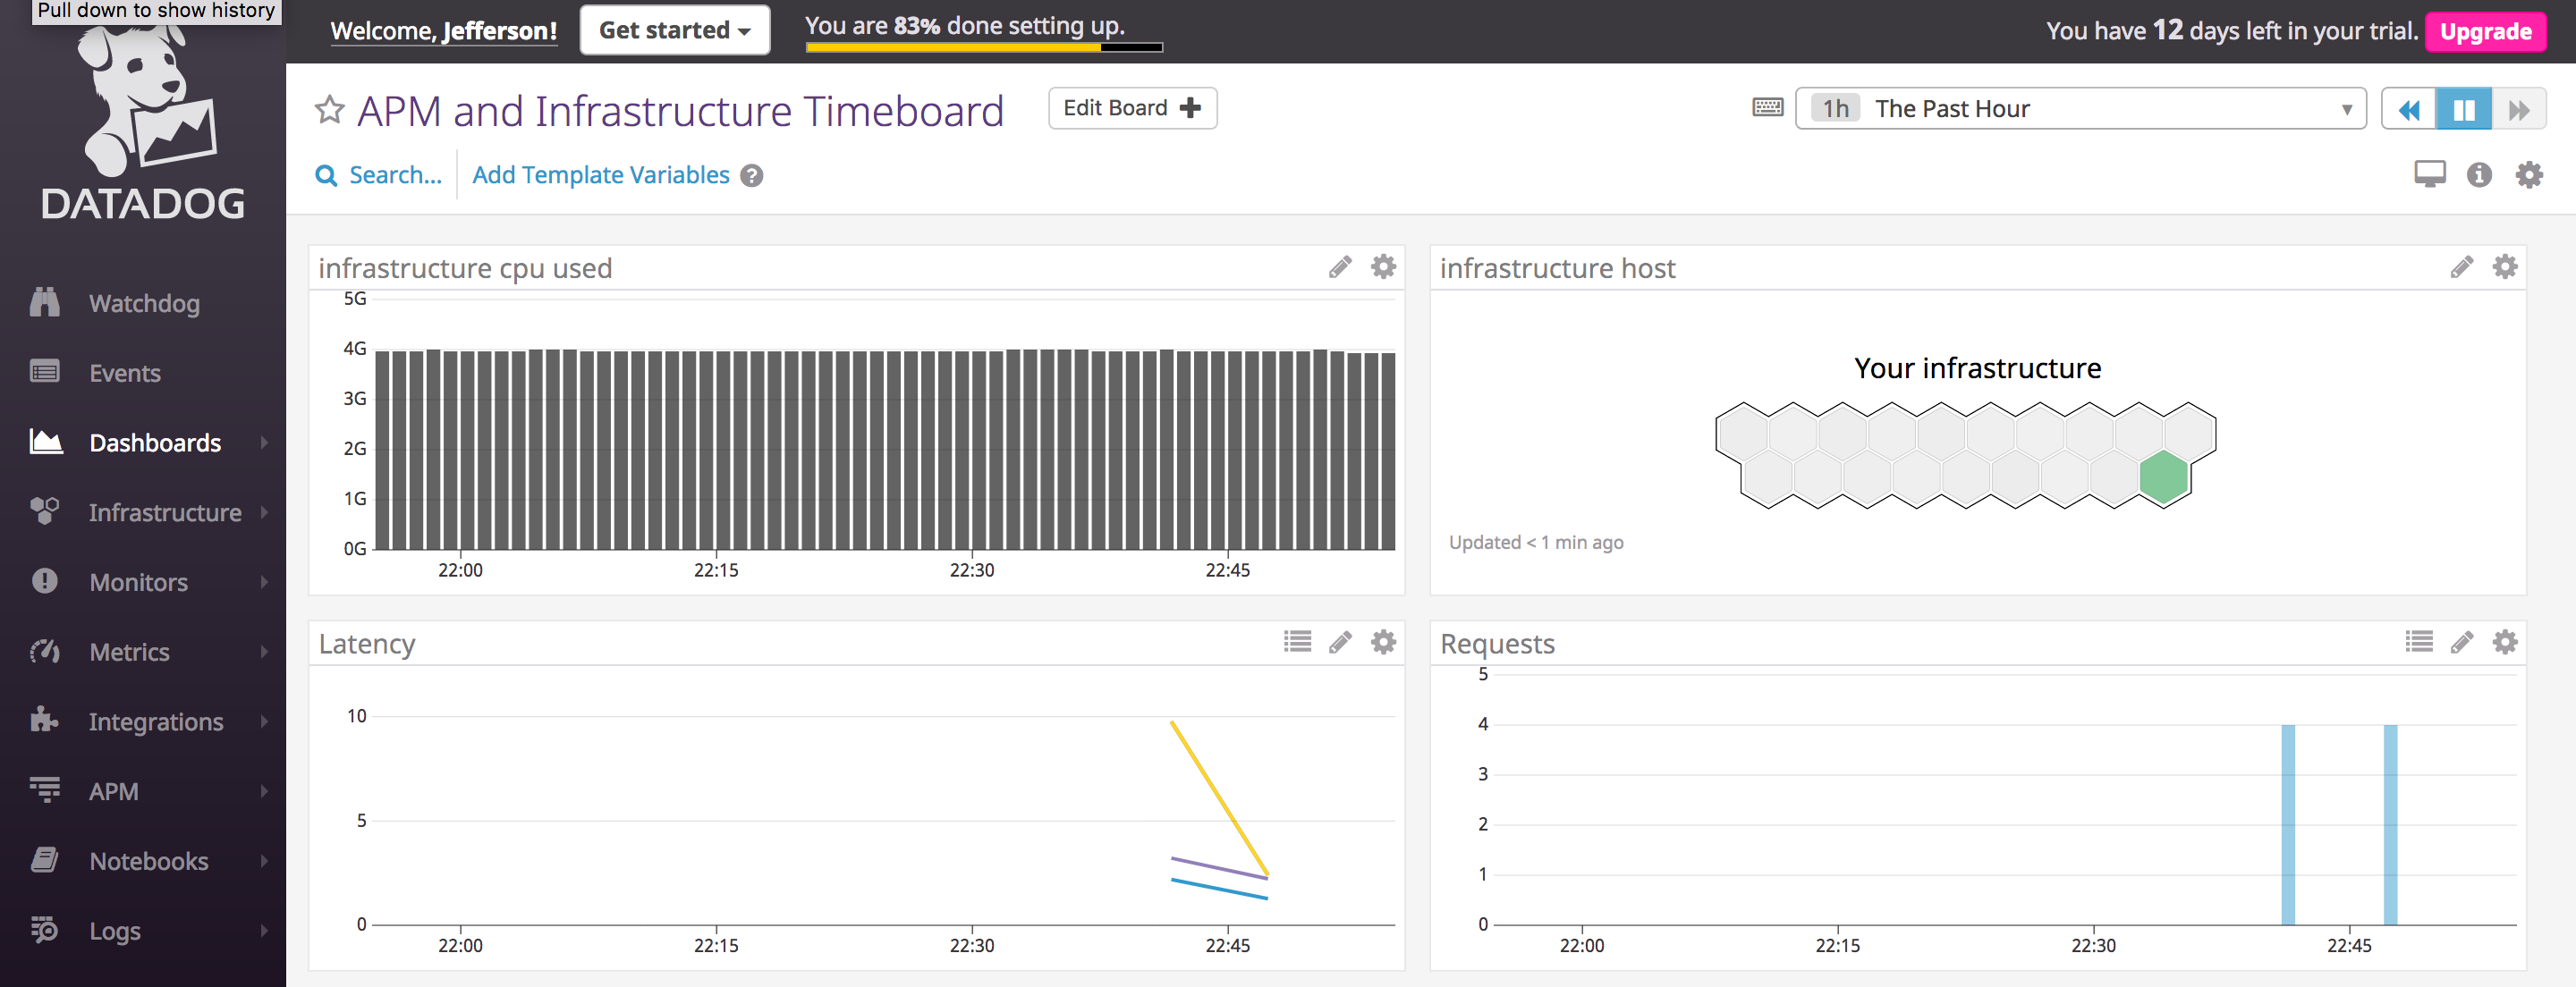 Pull down to show history
DATADOG
Watchdog
Events
Dashboards
Infrastructure
Monitors
Metrics
Integrations
APM
Notebooks
Logs
Welcome, Jefferson!
Get started
You are 83% done setting up.
You have 12 days left in your trial.
Upgrade
APM and Infrastructure Timeboard
Edit Board
1h The Past Hour
Search...
Add Template Variables ?
infrastructure cpu used
5G
4G
3G
2G
1G
0G
22:00 22:15 22:30 22:45
infrastructure host
Your infrastructure
Updated < 1 min ago
Latency
10
5
0
22:00 22:15 22:30 22:45
Requests
5
4
3
2
1
0
22:00 22:15 22:30 22:45